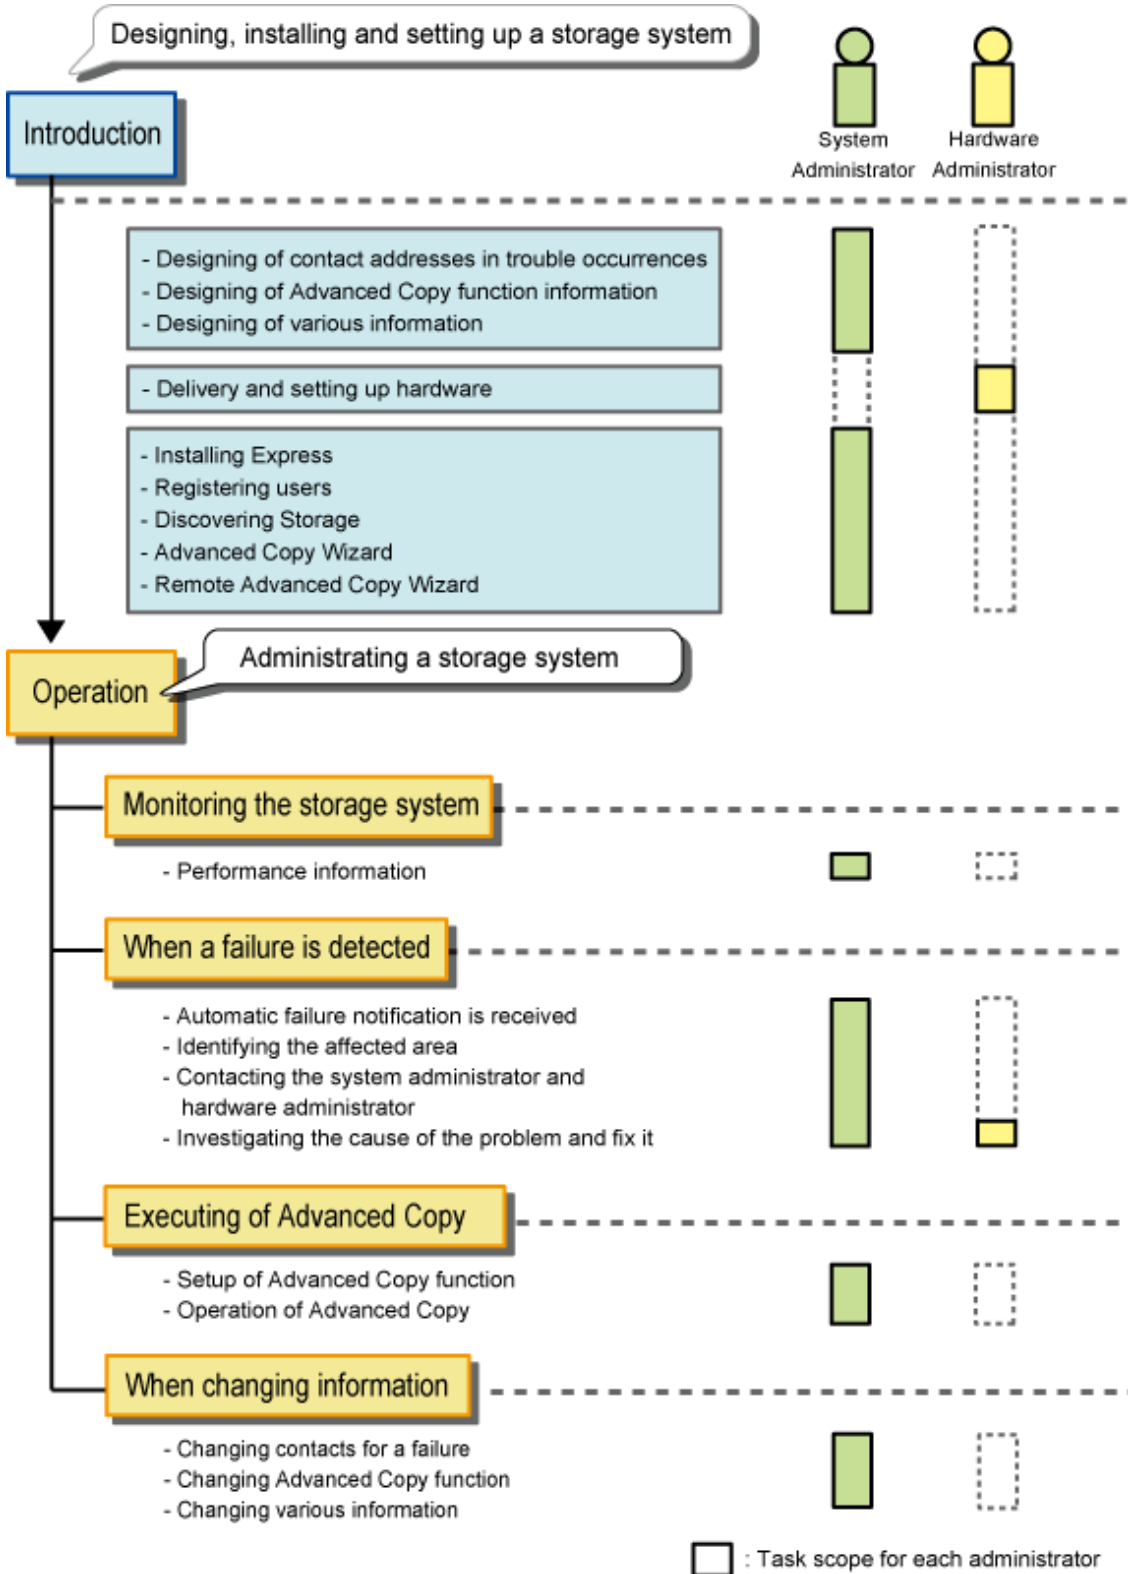 Designing, installing and setting up a storage system
Introduction
System
Administrator
Hardware
Administrator
- Designing of contact addresses in trouble occurrences
- Designing of Advanced Copy function information
- Designing of various information
- Delivery and setting up hardware
- Installing Express
- Registering users
- Discovering Storage
- Advanced Copy Wizard
- Remote Advanced Copy Wizard
Administrating a storage system
Operation
Monitoring the storage system
- Performance information
When a failure is detected
- Automatic failure notification is received
- Identifying the affected area
- Contacting the system administrator and
hardware administrator
- Investigating the cause of the problem and fix it
Executing of Advanced Copy
- Setup of Advanced Copy function
- Operation of Advanced Copy
When changing information
- Changing contacts for a failure
- Changing Advanced Copy function
- Changing various information
: Task scope for each administrator